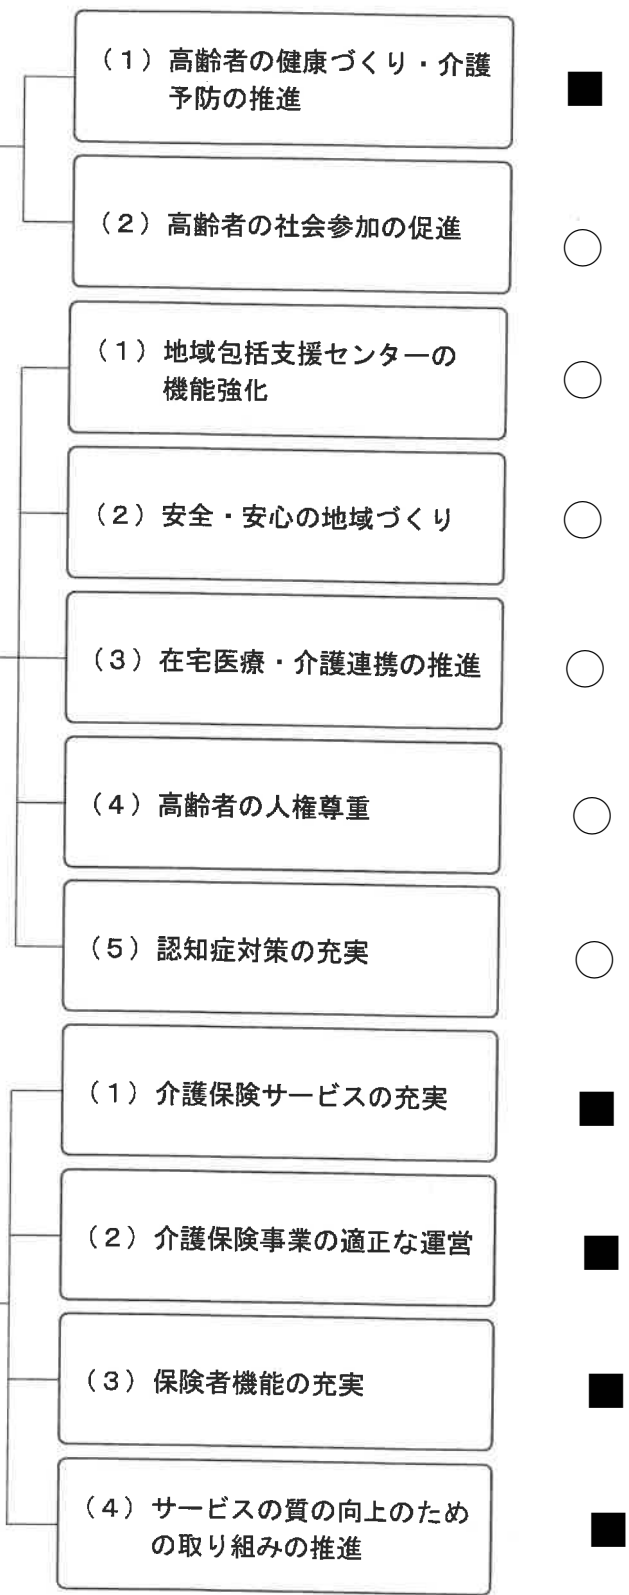 （1）高齢者の健康づくり・介護
予防の推進
（2）高齢者の社会参加の促進
（1）地域包括支援センターの
機能強化
（2）安全・安心の地域づくり
（3）在宅医療・介護連携の推進
（4）高齢者の人権尊重
（5）認知症対策の充実
（1）介護保険サービスの充実
（2）介護保険事業の適正な運営
（3）保険者機能の充実
（4）サービスの質の向上のため
の取り組みの推進